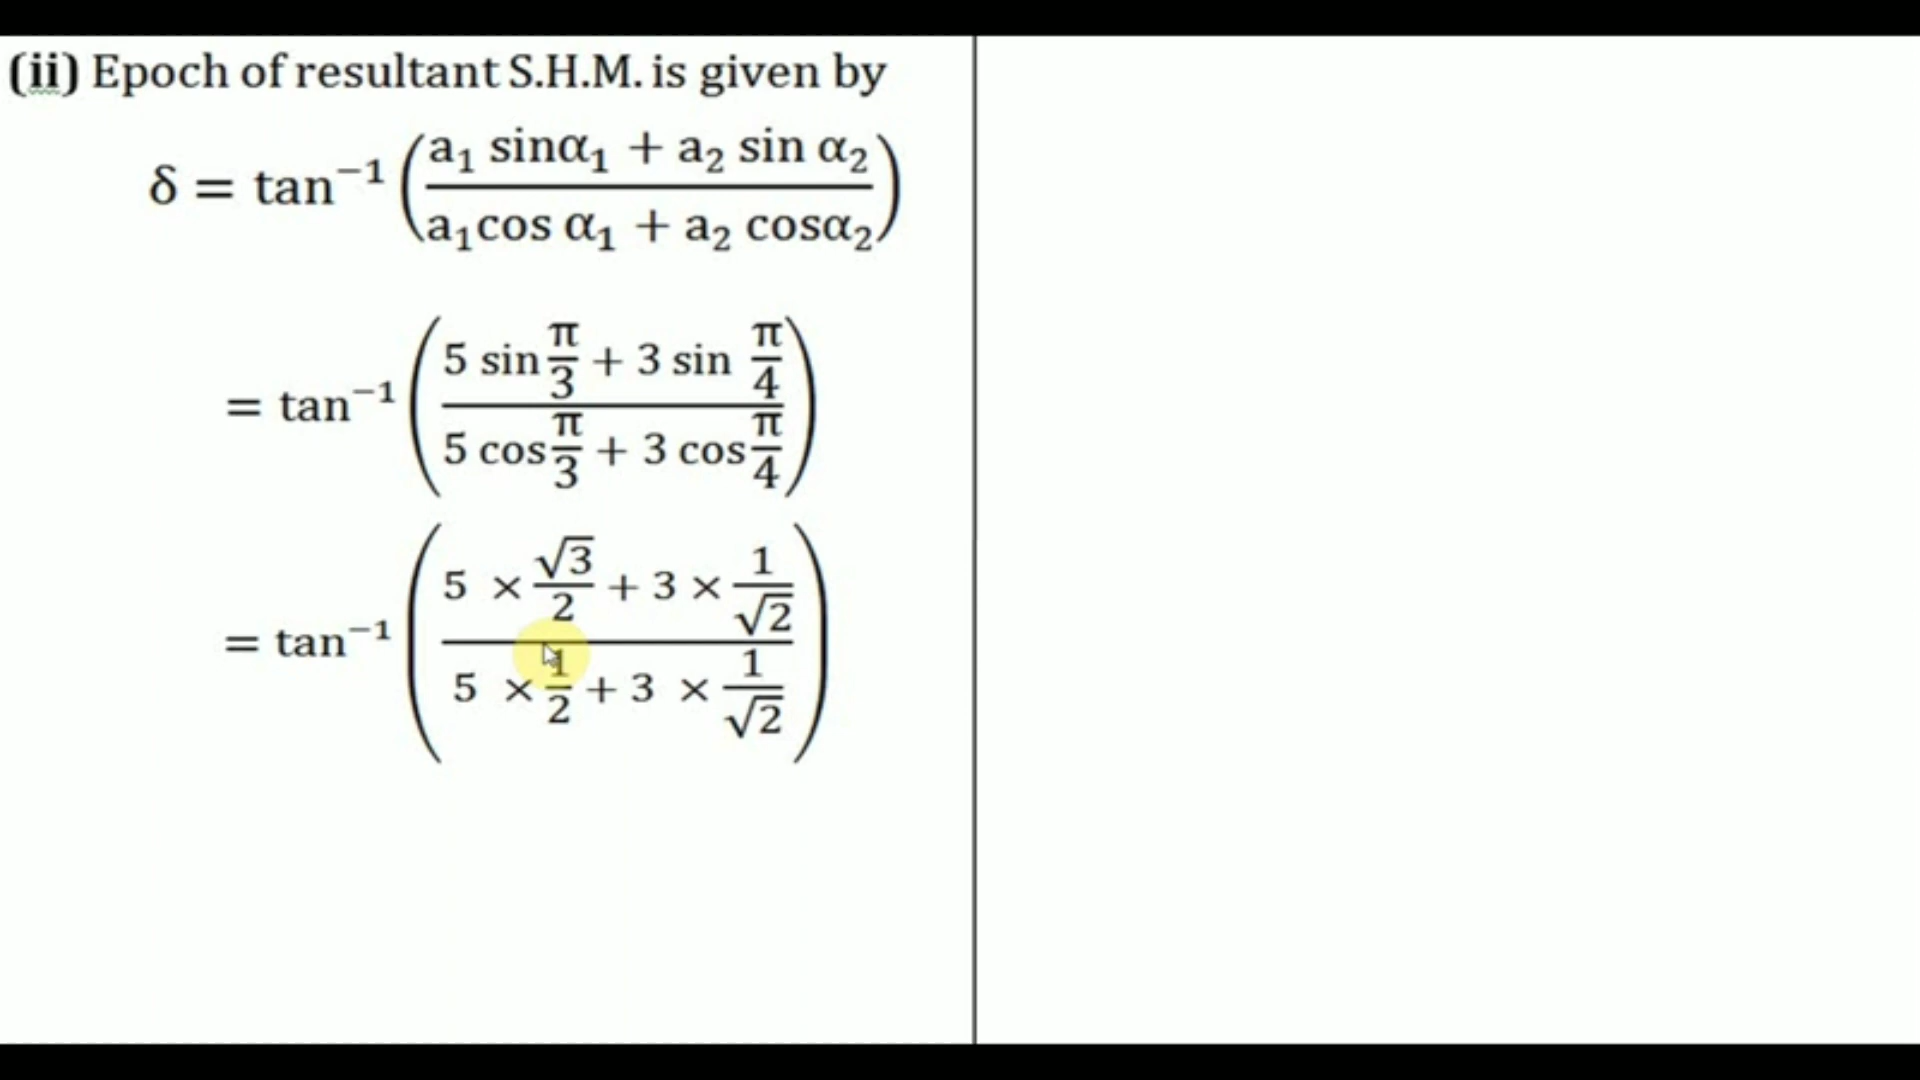 (ii) Epoch of resultant S.H.M. is given by
δ = tan⁻¹ (a₁ sinα₁ + a₂ sin α₂ / a₁cos α₁ + a₂ cosα₂)
= tan⁻¹ (5 sin π/3 + 3 sin π/4 / 5 cos π/3 + 3 cos π/4)
= tan⁻¹ (5 × √3/2 + 3 × 1/√2 / 5 × 1/2 + 3 × 1/√2)